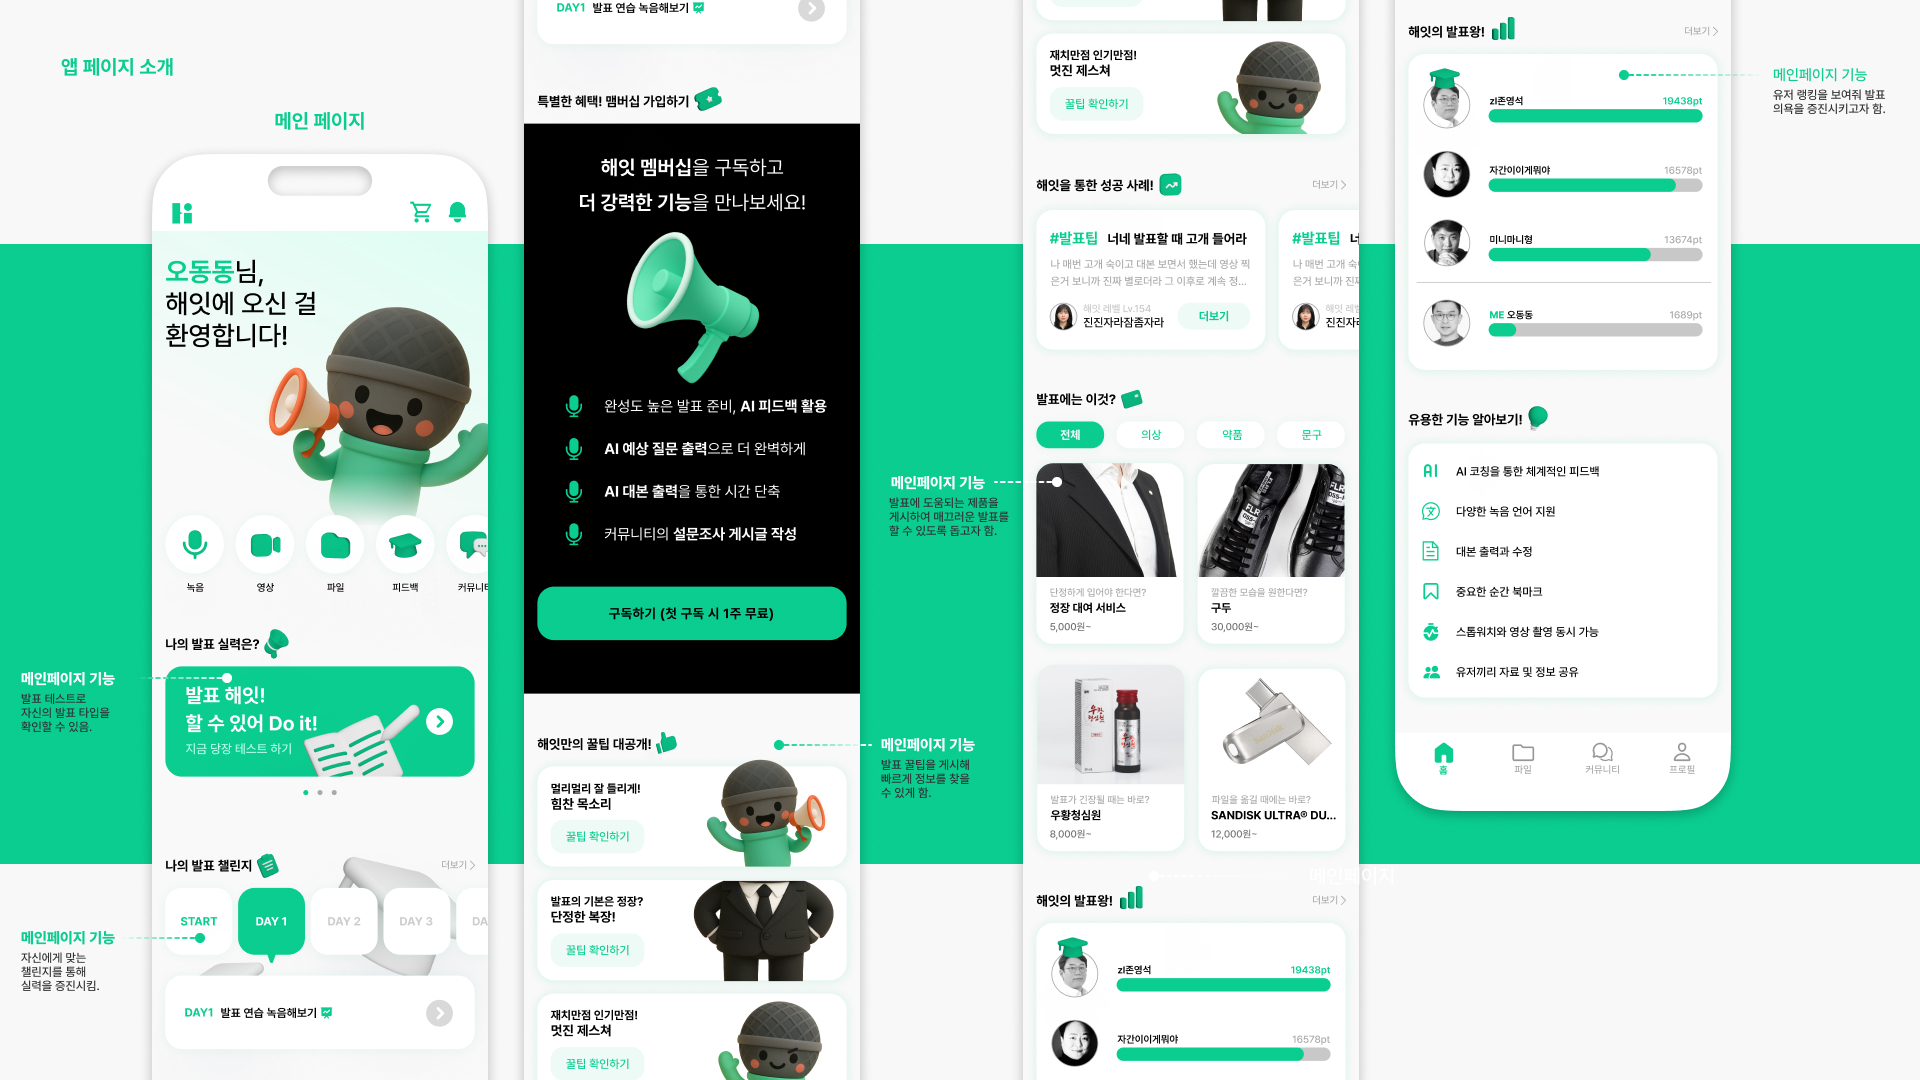 앱 페이지 소개
메인 페이지
오동동님,
해잇에 오신 걸
환영합니다!
녹음
영상
파일
피드백
커뮤니티
나의 발표 실력은?
발표 해잇!
할 수 있어 Do it!
지금 당장 테스트 하기
메인페이지 기능
발표 테스트로
자신의 발표 타입을
확인할 수 있음.
나의 발표 챌린지
더보기
START
DAY 1
DAY 2
DAY 3
DA
메인페이지 기능
자신에게 맞는
챌린지를 통해
실력을 증진시킴.
DAY1 발표 연습 녹음해보기
DAY1 발표 연습 녹음해보기
특별한 혜택! 맴버십 가입하기
해잇 멤버십을 구독하고
더 강력한 기능을 만나보세요!
완성도 높은 발표 준비, AI 피드백 활용
AI 예상 질문 출력으로 더 완벽하게
AI 대본 출력을 통한 시간 단축
커뮤니티의 설문조사 게시글 작성
구독하기 (첫 구독 시 1주 무료)
해잇만의 꿀팁 대공개!
멀리멀리 잘 들리게!
힘찬 목소리
꿀팁 확인하기
발표의 기본은 정장?
단정한 복장!
꿀팁 확인하기
재치만점 인기만점!
멋진 제스쳐
꿀팁 확인하기
메인페이지 기능
발표 꿀팁을 게시해
빠르게 정보를 찾을
수 있게 함.
재치만점 인기만점!
멋진 제스쳐
꿀팁 확인하기
해잇을 통한 성공 사례!
더보기
#발표팁 너네 발표할 때 고개 들어라
나 매번 고개 숙이고 대본 보면서 했는데 영상 찍
은거 보니까 진짜 별로더라 그 이후로 계속 정...
해잇 레벨 Lv.154
진진자라잠좀자라
더보기
#발표팁 너
나 매번 고개 숙
은거 보니까 진짜
해잇 레
진진자라
발표에는 이것?
전체
의상
약품
문구
메인페이지 기능
발표에 도움되는 제품을
게시하여 매끄러운 발표를
할 수 있도록 돕고자 함.
FLR
단정하게 입어야 한다면?
정장 대여 서비스
5,000원~
깔끔한 모습을 원한다면?
구두
30,000원~
SanDisk
발표가 긴장될 때는 바로?
우황청심원
8,000원~
파일을 옮길 때에는 바로?
SANDISK ULTRA® DU...
12,000원~
메인페이지
해잇의 발표왕!
더보기
zI존영석
19438pt
자간이이게뭐야
16578pt
해잇의 발표왕!
더보기
zI존영석
19438pt
자간이이게뭐야
16578pt
미니마니형
13674pt
ME 오동동
1689pt
메인페이지 기능
유저 랭킹을 보여줘 발표
의욕을 증진시키고자 함.
유용한 기능 알아보기!
AI
AI 코칭을 통한 체계적인 피드백
다양한 녹음 언어 지원
대본 출력과 수정
중요한 순간 북마크
스톱워치와 영상 촬영 동시 가능
유저끼리 자료 및 정보 공유
홈
파일
커뮤니티
프로필